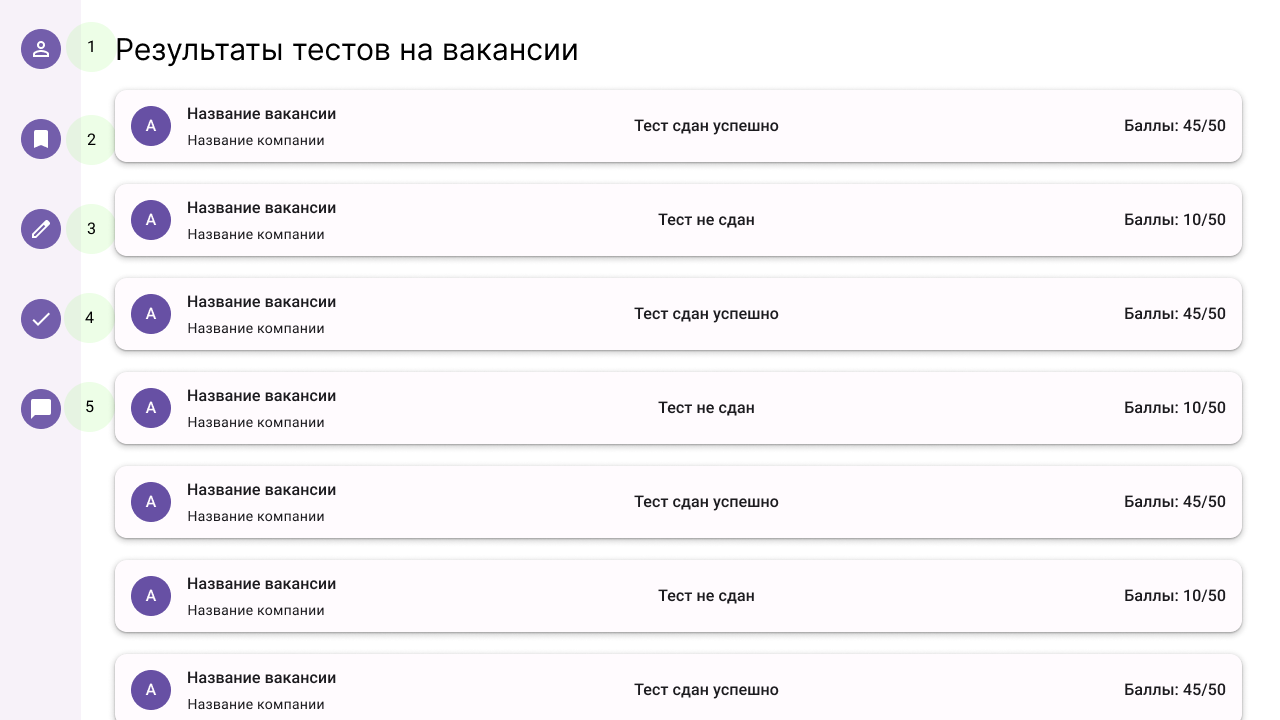 1
Результаты тестов на вакансии
2
3
4
5
А
Название вакансии
Название компании
Тест сдан успешно
Баллы: 45/50
А
Название вакансии
Название компании
Тест не сдан
Баллы: 10/50
А
Название вакансии
Название компании
Тест сдан успешно
Баллы: 45/50
А
Название вакансии
Название компании
Тест не сдан
Баллы: 10/50
А
Название вакансии
Название компании
Тест сдан успешно
Баллы: 45/50
А
Название вакансии
Название компании
Тест не сдан
Баллы: 10/50
А
Название вакансии
Название компании
Тест сдан успешно
Баллы: 45/50